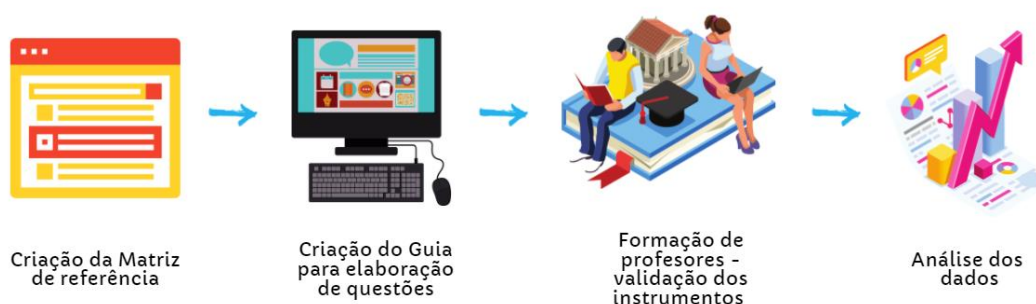 Criação da Matriz
de referência
Criação do Guia
para elaboração
de questões
Formação de
profesores -
validação dos
instrumentos
Análise dos
dados